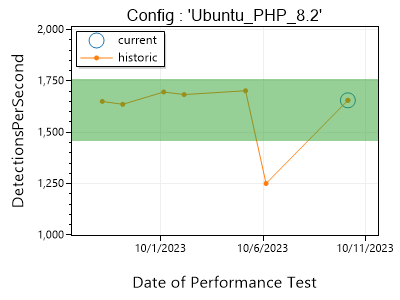 Config : 'Ubuntu_PHP_8.2'
current
historic
DetectionsPerSecond
2,000
1,750
1,500
1,250
1,000
10/1/2023
10/6/2023
10/11/2023
Date of Performance Test